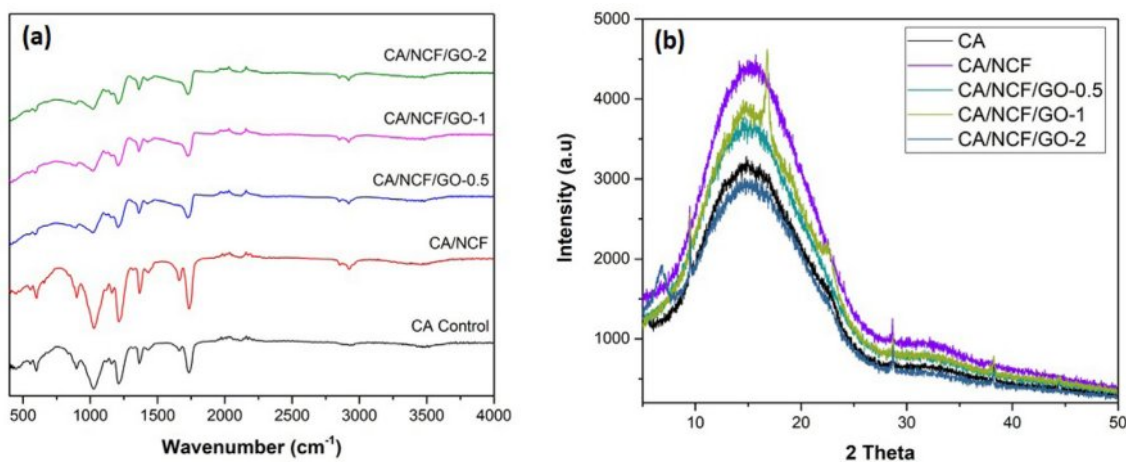 (a)
CA/NCF/GO-2
CA/NCF/GO-1
CA/NCF/GO-0.5
CA/NCF
CA Control
500 1000 1500 2000 2500 3000 3500 4000
Wavenumber (cm⁻¹)
(b)
CA
CA/NCF
CA/NCF/GO-0.5
CA/NCF/GO-1
CA/NCF/GO-2
5000
4000
3000
2000
1000
Intensity (a.u)
10 20 30 40 50
2 Theta